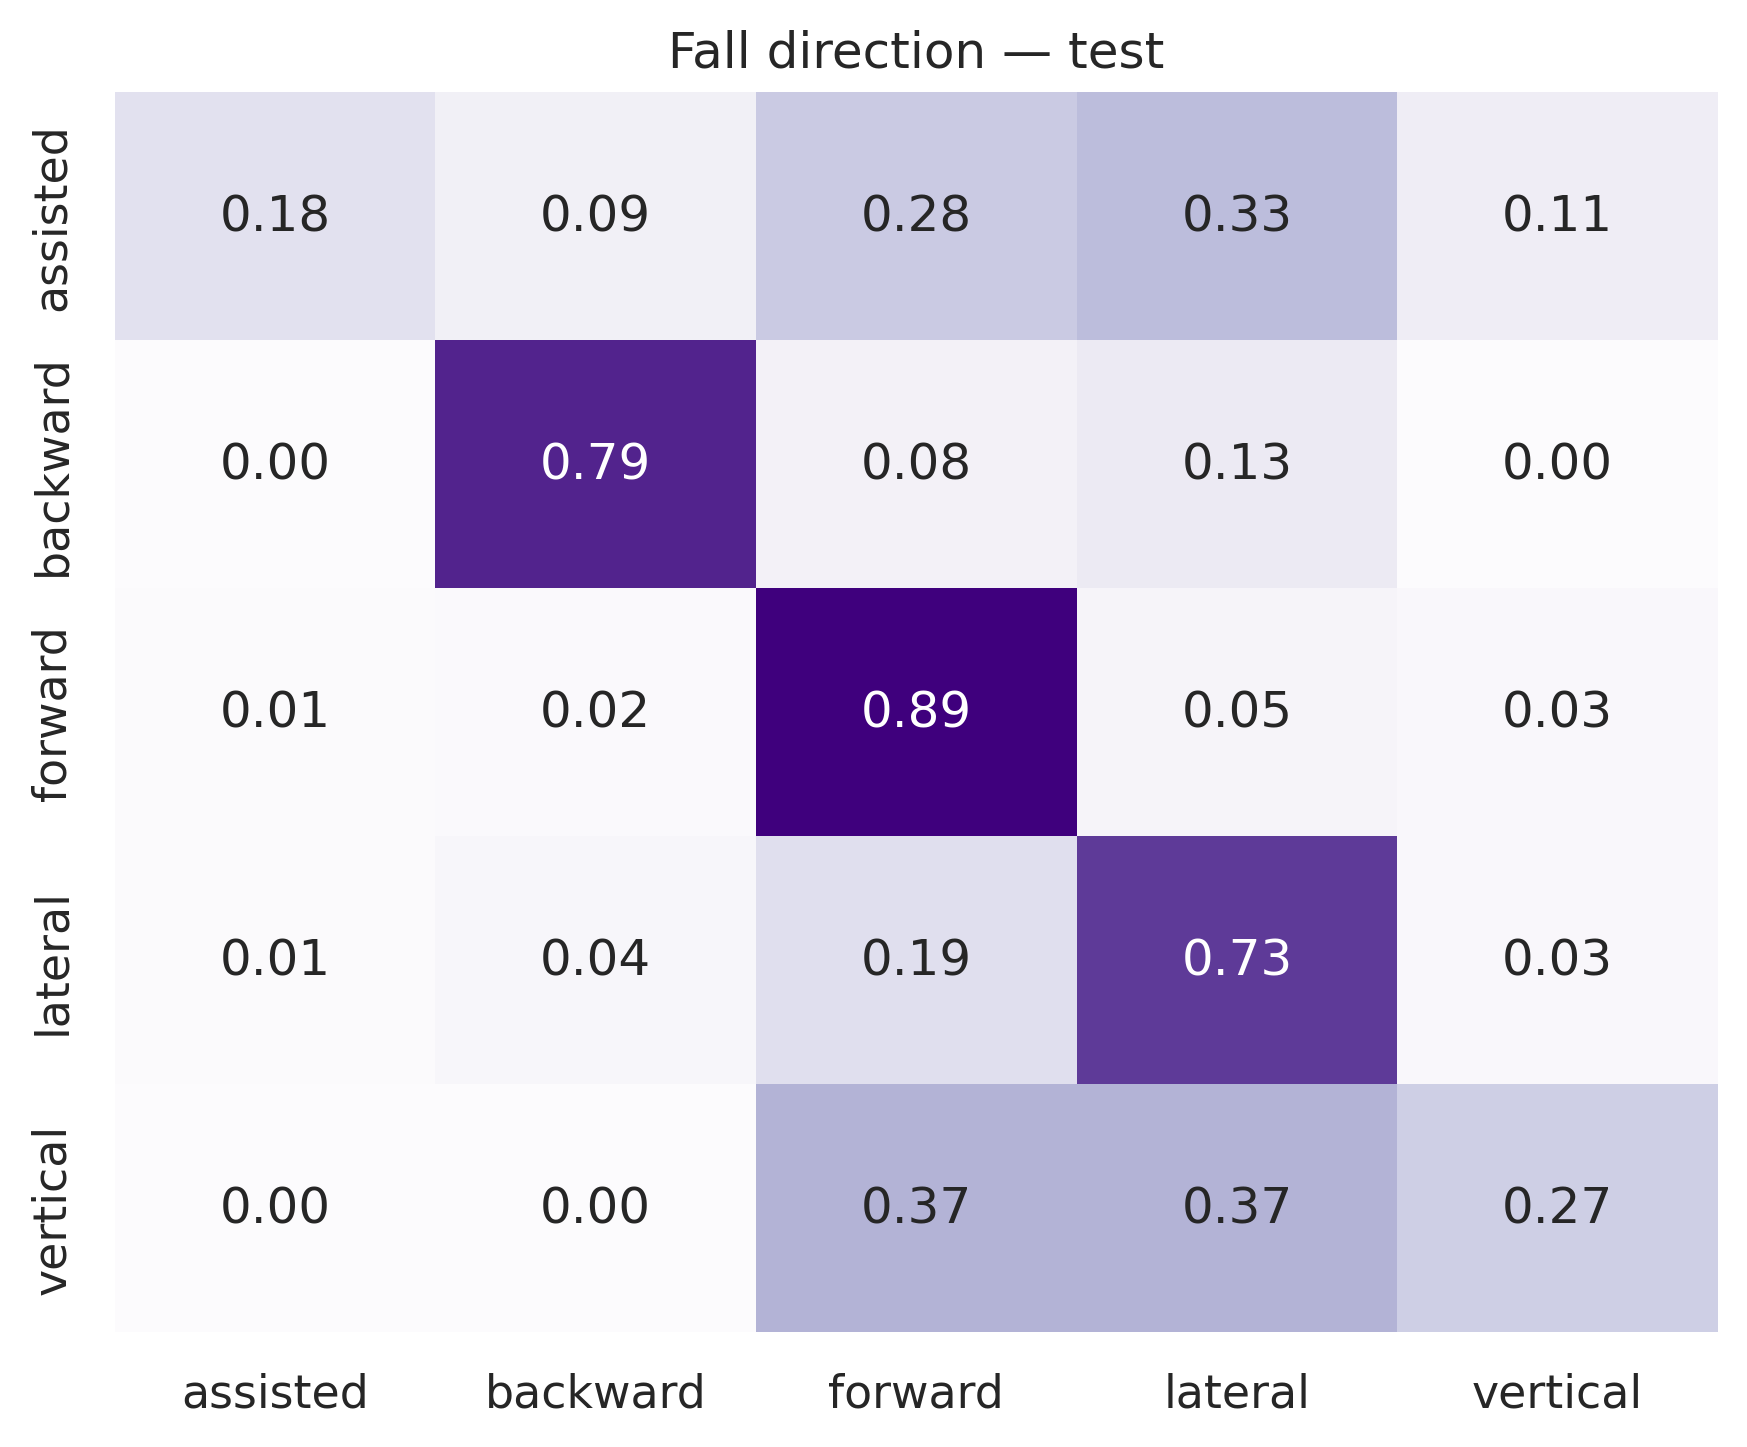 Fall direction — test
assisted 0.18 0.09 0.28 0.33 0.11
backward 0.00 0.79 0.08 0.13 0.00
forward 0.01 0.02 0.89 0.05 0.03
lateral 0.01 0.04 0.19 0.73 0.03
vertical 0.00 0.00 0.37 0.37 0.27
assisted backward forward lateral vertical